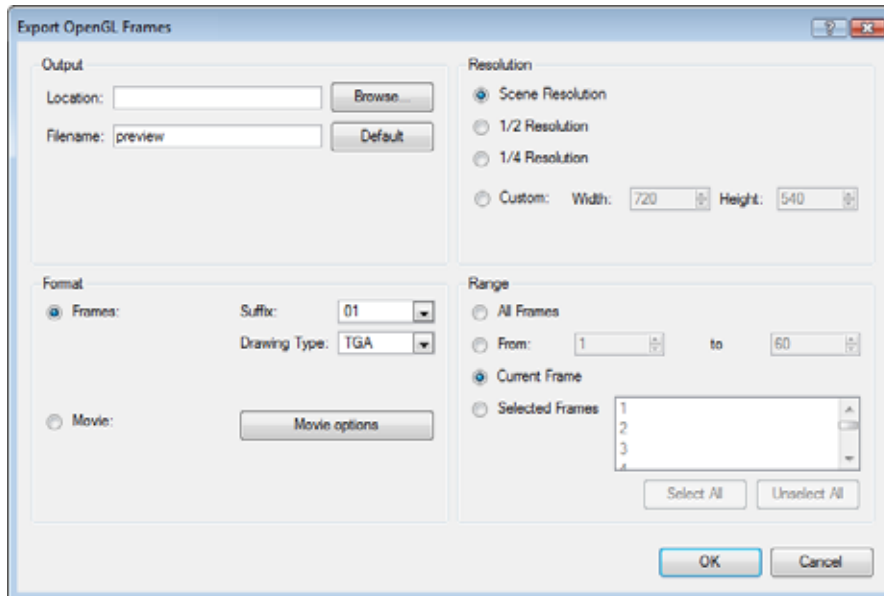 Export OpenGL Frames
Output
Location:
Browse...
Filename:
preview
Default
Resolution
Scene Resolution
1/2 Resolution
1/4 Resolution
Custom: Width: 720 Height: 540
Format
Frames: Suffix: 01
Drawing Type: TGA
Movie: Movie options
Range
All Frames
From: 1 to 60
Current Frame
Selected Frames
1
2
3
4
Select All Unselect All
OK Cancel